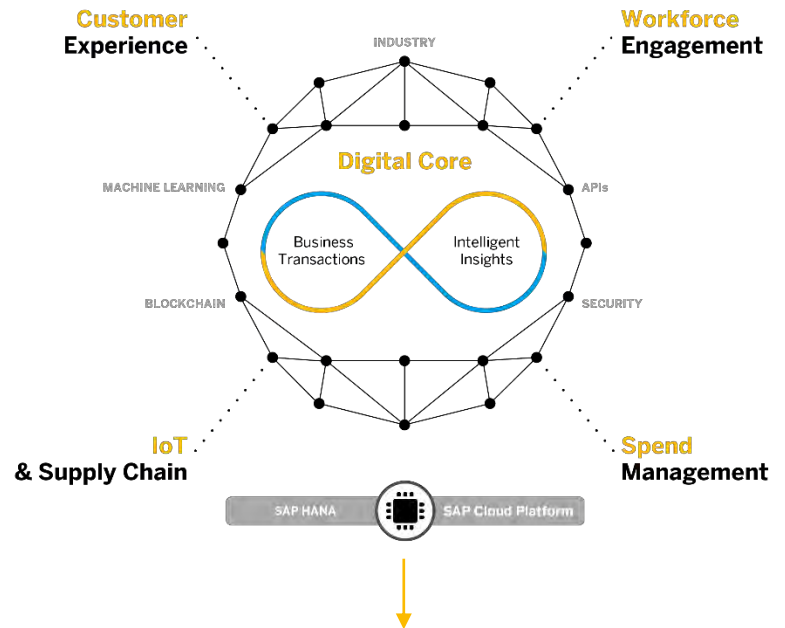 Customer
Experience
Workforce
Engagement
INDUSTRY
Digital Core
MACHINE LEARNING
APIs
Business
Transactions
Intelligent
Insights
BLOCKCHAIN
SECURITY
IoT
& Supply Chain
Spend
Management
SAP HANA
SAP Cloud Platform